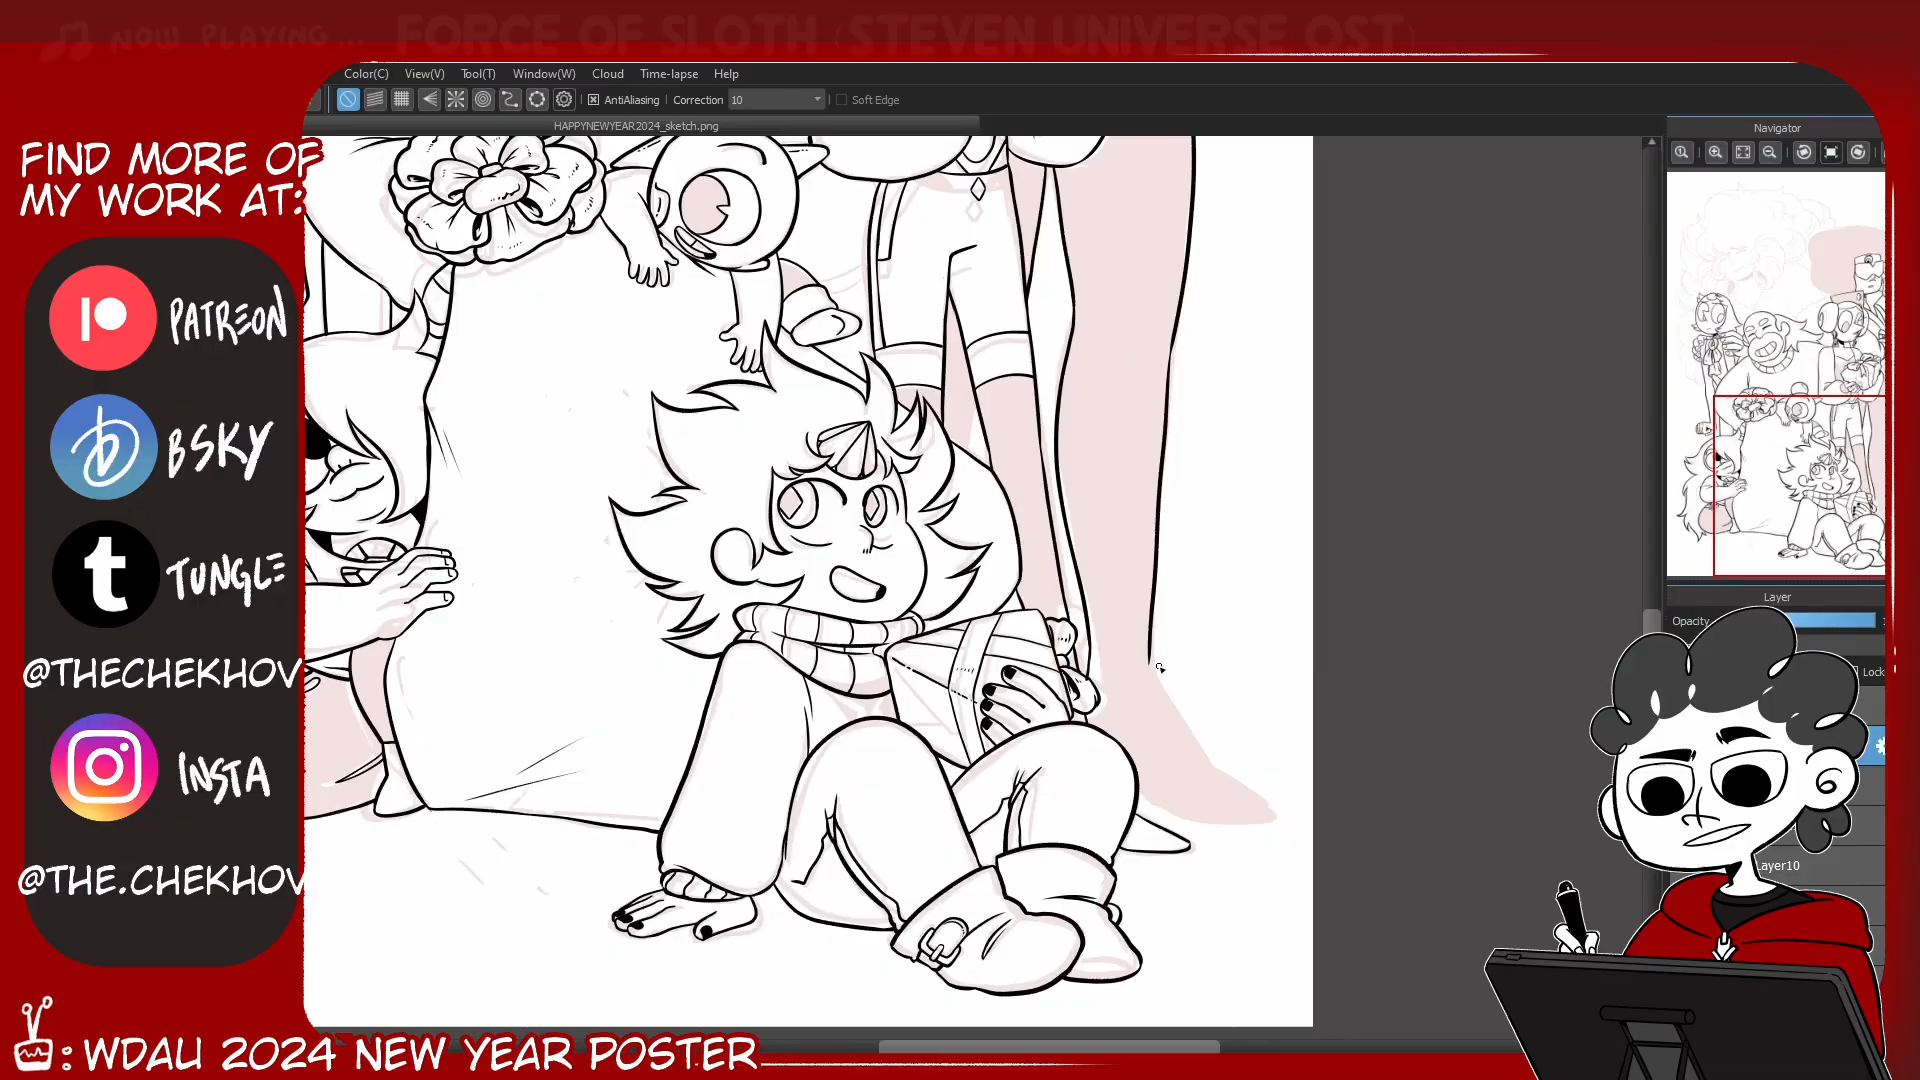 NOW PLAYING... FORCE OF SLOTH (STEVEN UNIVERSE OST)
Color(C) View(V) Tool(T) Window(W) Cloud Time-lapse Help
AntiAliasing Correction 10 Soft Edge
HAPPYNEWYEAR2024_sketch.png
Navigator
FIND MORE OF
MY WORK AT:
PATREON
BSKY
TUNGLE
@THECHEKHOV
INSTA
@THE.CHEKHOV
Layer
Opacity
Lock
Layer10
: WDAU 2024 NEW YEAR POSTER